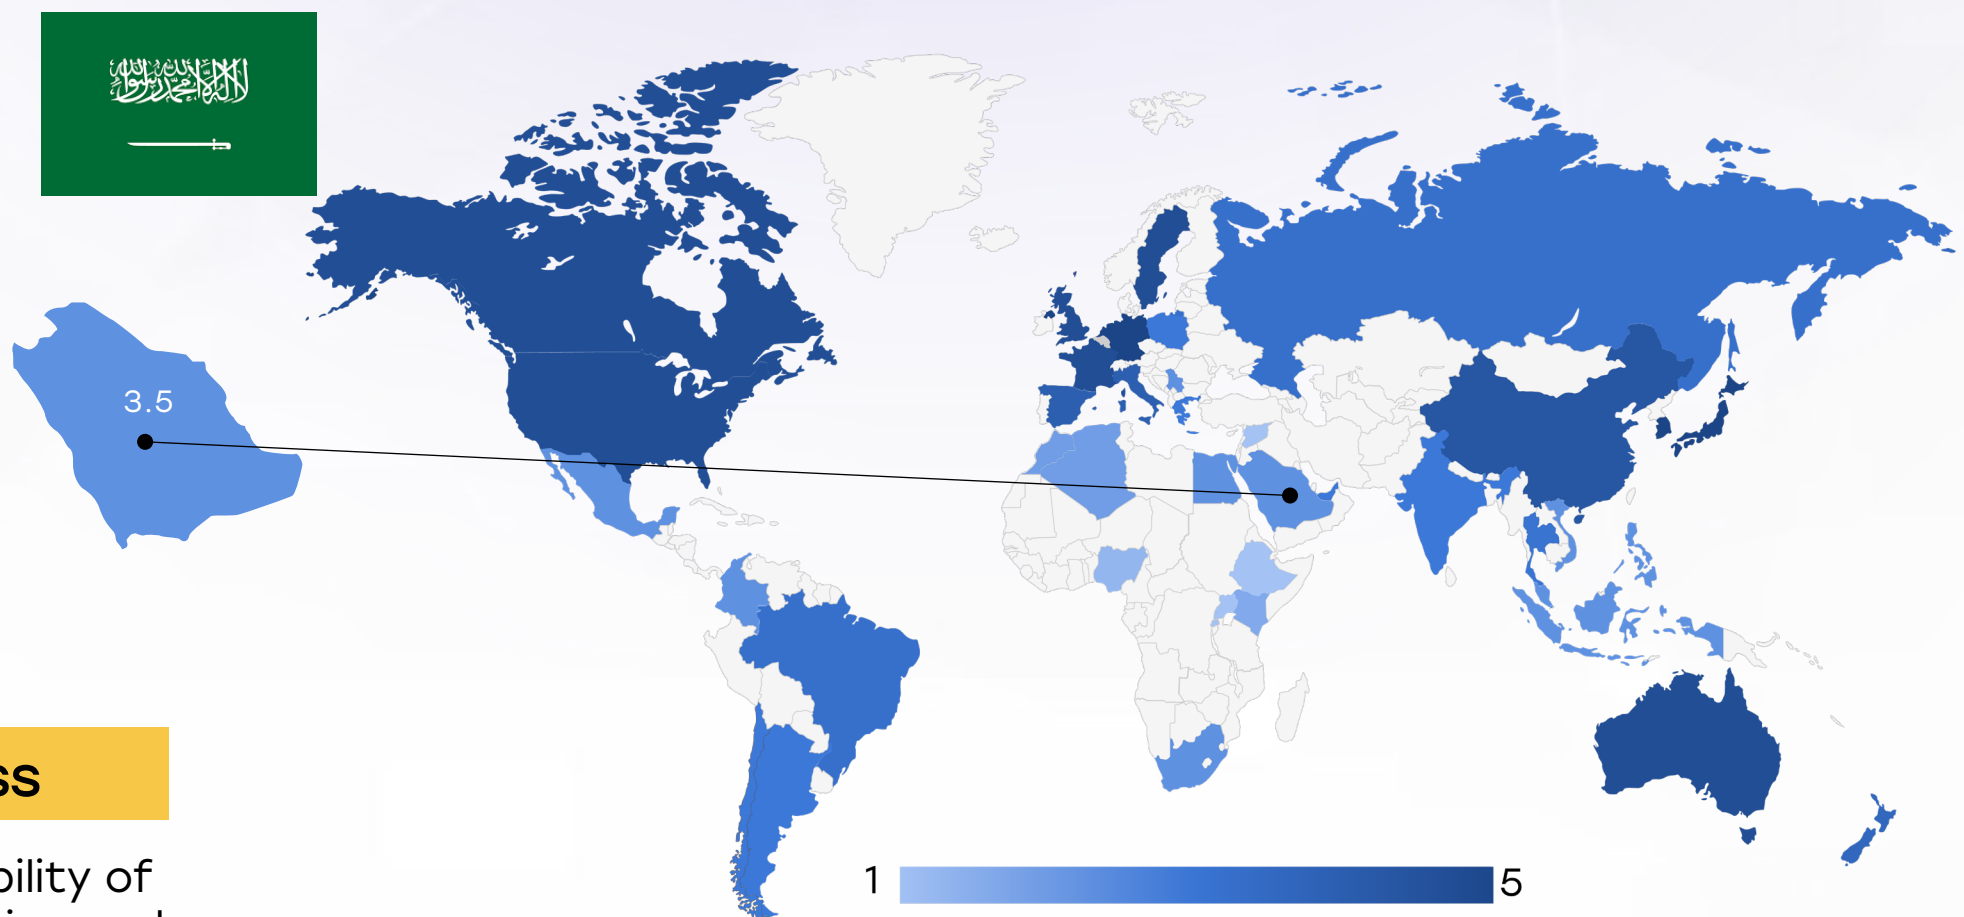 لا إله إلا الله محمد رسول الله
3.5
ss
bility of
1
5